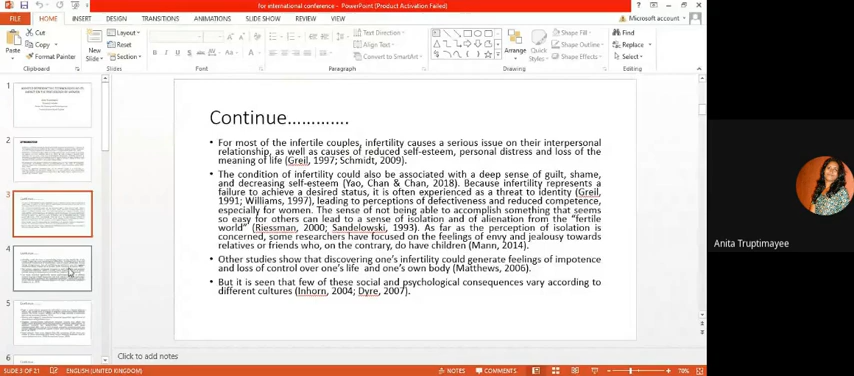 for enternational conference - PowerPoint (Product Activation Failed)
FILE HOME INSERT DESIGN TRANSITIONS ANIMATIONS SLIDE SHOW REVIEW VIEW
Microsoft account
Paste
Cut
Copy
Format Painter
Clipboard
New
Slide
Layout
Reset
Section
Slides
Font
Text Direction
Align Text
Convert to SmartArt
Paragraph
Arrange
Quick
Styles
Shape Fill
Shape Outline
Shape Effects
Drawing
Find
Replace
Select
Editing
1
2
3
4
5
6
Continue.............
• For most of the infertile couples, infertility causes a serious issue on their interpersonal
relationship, as well as causes of reduced self-esteem, personal distress and loss of the
meaning of life (Greil, 1997; Schmidt, 2009).
• The condition of infertility could also be associated with a deep sense of guilt, shame,
and decreasing self-esteem (Yao, Chan & Chan, 2018). Because infertility represents a
failure to achieve a desired status, it is often experienced as a threat to identity (Greil,
1991; Williams, 1997), leading to perceptions of defectiveness and reduced competence,
especially for women. The sense of not being able to accomplish something that seems
so easy for others can lead to a sense of isolation and of alienation from the "fertile
world" (Riessman, 2000; Sandelowski, 1993). As far as the perception of isolation is
concerned, some researchers have focused on the feelings of envy and jealousy towards
relatives or friends who, on the contrary, do have children (Mann, 2014).
• Other studies show that discovering one's infertility could generate feelings of impotence
and loss of control over one's life and one's own body (Matthews, 2006).
• But it is seen that few of these social and psychological consequences vary according to
different cultures (Inhorn, 2004; Dyre, 2007).
Click to add notes
SLIDE 3 OF 21 ENGLISH (UNITED KINGDOM) NOTES COMMENTS 70%
Anita Truptimayee